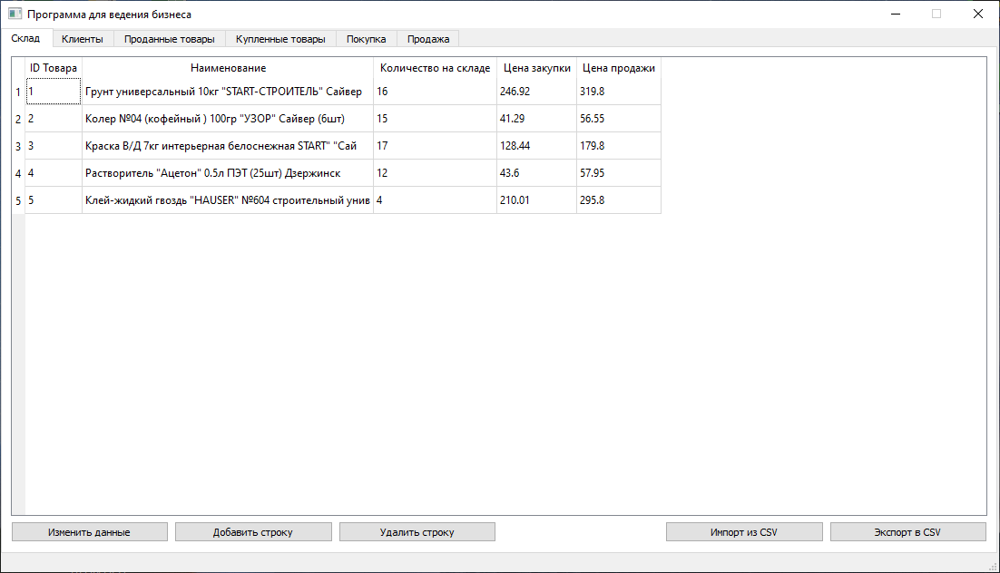 Программа для ведения бизнеса
Склад Клиенты Проданные товары Купленные товары Покупка Продажа
ID Товара Наименование Количество на складе Цена закупки Цена продажи
1 1 Грунт универсальный 10кг "START-СТРОИТЕЛЬ" Сайвер 16 246.92 319.8
2 2 Колер №04 (кофейный ) 100гр "УЗОР" Сайвер (6шт) 15 41.29 56.55
3 3 Краска В/Д 7кг интерьерная белоснежная START" "Сай 17 128.44 179.8
4 4 Растворитель "Ацетон" 0.5л ПЭТ (25шт) Дзержинск 12 43.6 57.95
5 5 Клей-жидкий гвоздь "HAUSER" №604 строительный унив 4 210.01 295.8
Изменить данные Добавить строку Удалить строку Импорт из CSV Экспорт в CSV